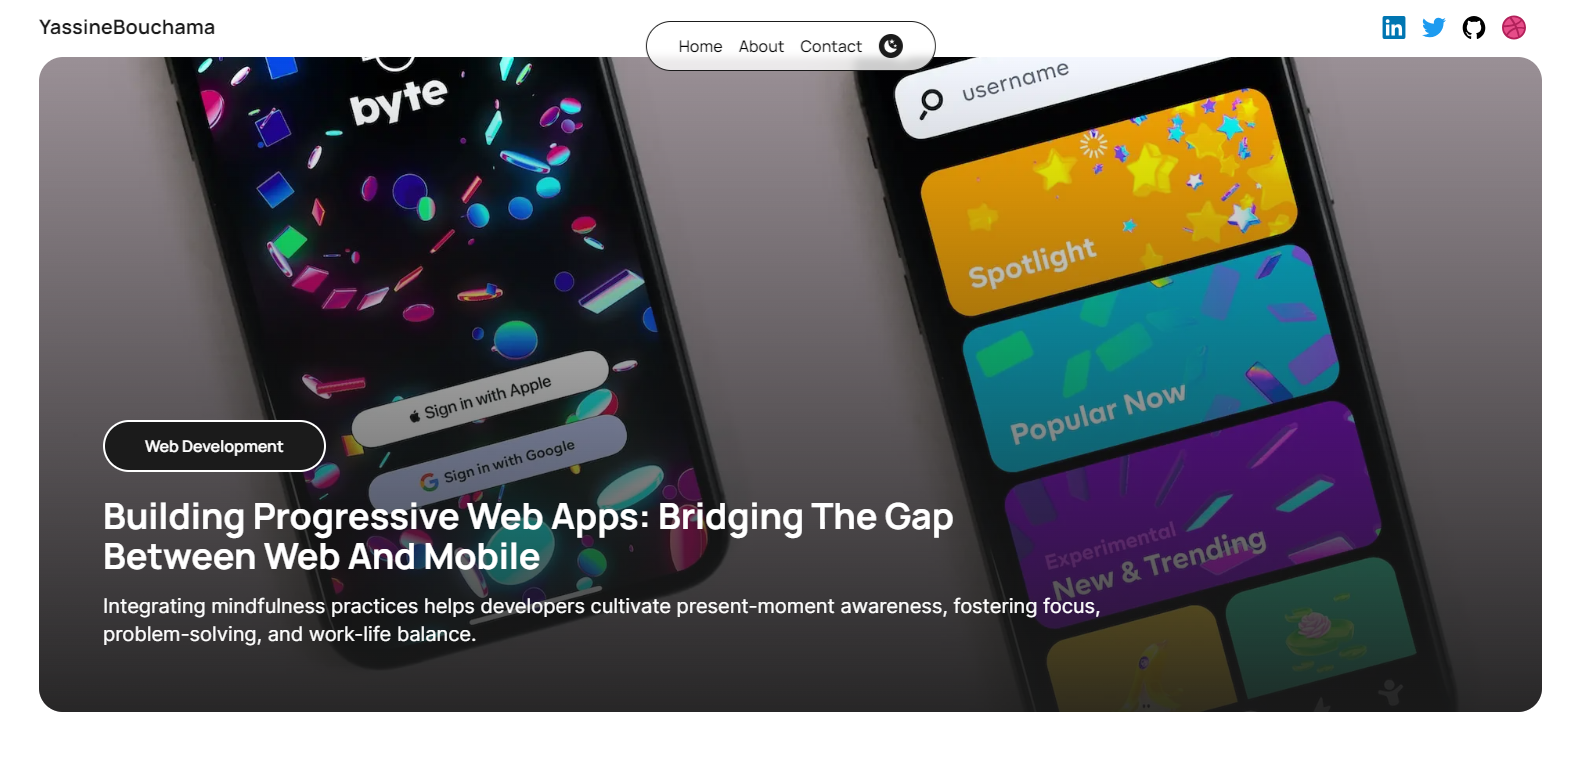 YassineBouchama
Home About Contact
byte
username
Spotlight
Popular Now
Experimental
New & Trending
Sign in with Apple
Sign in with Google
Web Development
Building Progressive Web Apps: Bridging The Gap
Between Web And Mobile
Integrating mindfulness practices helps developers cultivate present-moment awareness, fostering focus,
problem-solving, and work-life balance.